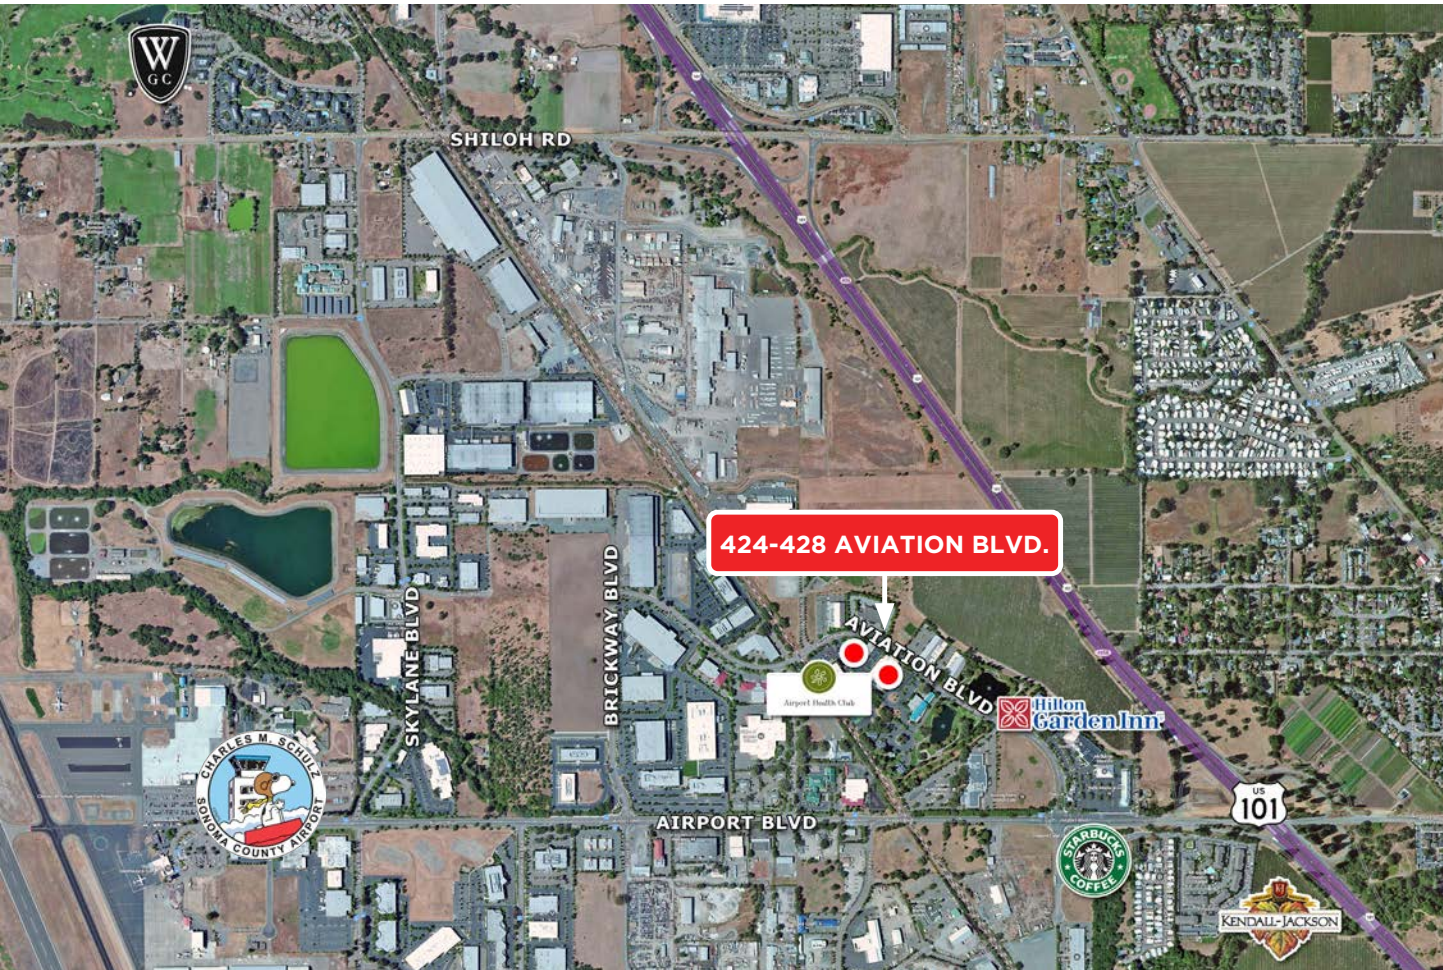 W
GC
SHILOH RD
424-428 AVIATION BLVD.
BRICKWAY BLVD
SKYLANE BLVD
AVIATION BLVD
Airport Health Club
Hilton
Garden Inn
CHARLES M. SCHULZ
SONOMA COUNTY AIRPORT
US
101
AIRPORT BLVD
STARBUCKS
COFFEE
KJ
KENDALL-JACKSON